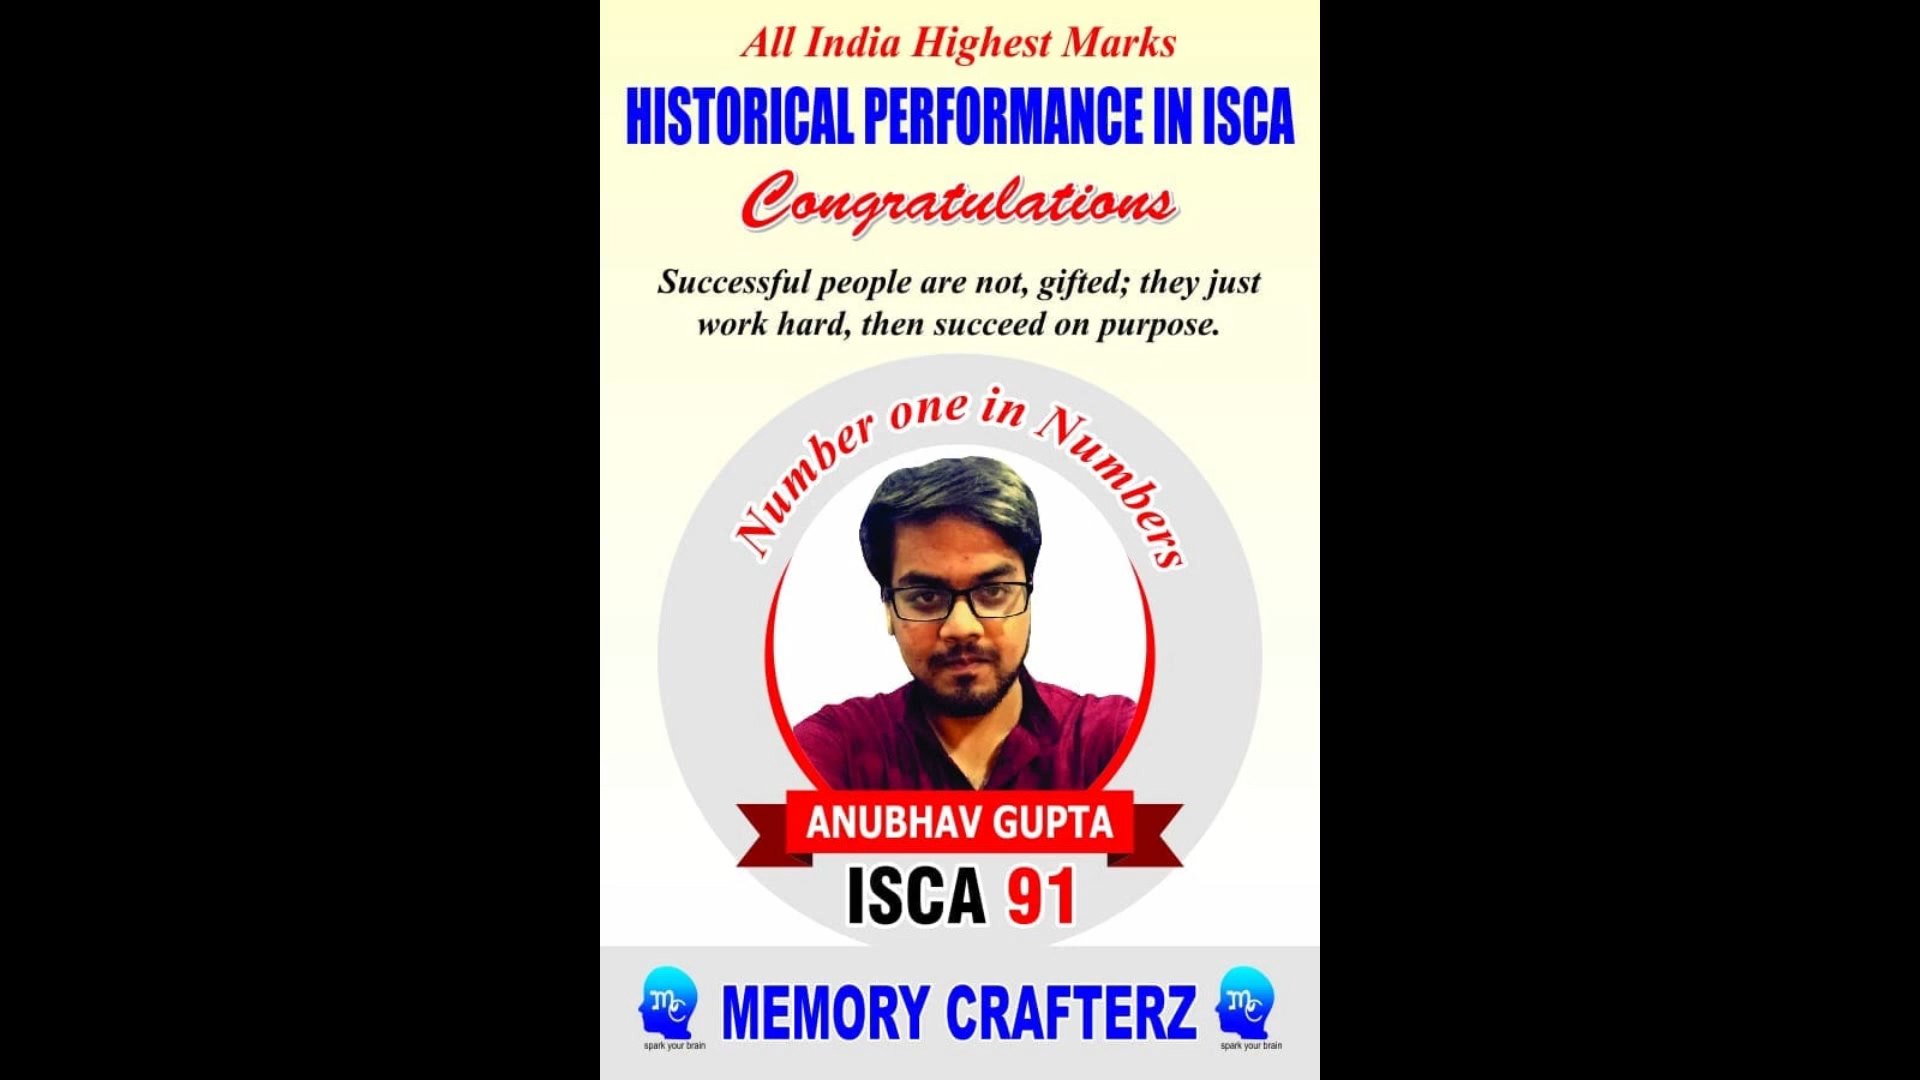 All India Highest Marks
HISTORICAL PERFORMANCE IN ISCA
Congratulations
Successful people are not, gifted; they just
work hard, then succeed on purpose.
Number one in Numbers
ANUBHAV GUPTA
ISCA 91
mc MEMORY CRAFTERZ mc
spark your brain spark your brain